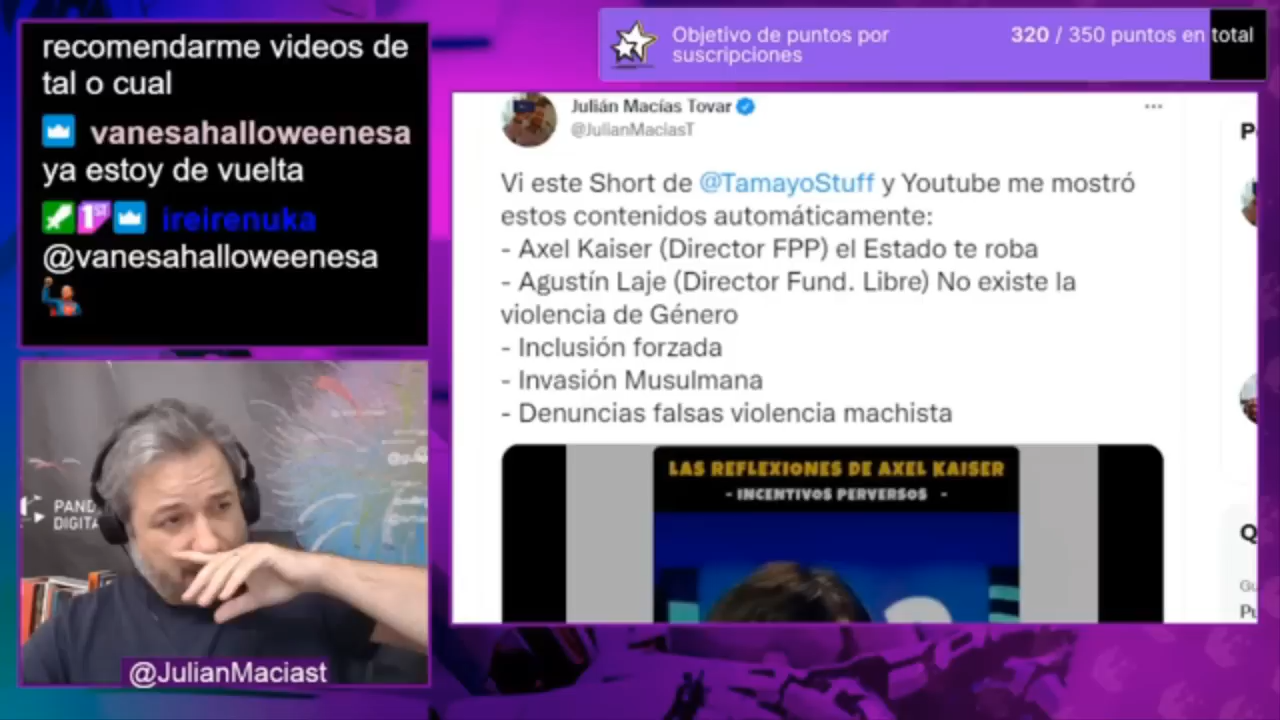 recomendarme videos de
tal o cual
vanesahalloweenesa
ya estoy de vuelta
1ST ireirenuka
@vanesahalloweenesa
Objetivo de puntos por
suscripciones
320 / 350 puntos en total
Julián Macías Tovar
@JulianMaciasT
Vi este Short de @TamayoStuff y Youtube me mostró
estos contenidos automáticamente:
- Axel Kaiser (Director FPP) el Estado te roba
- Agustín Laje (Director Fund. Libre) No existe la
violencia de Género
- Inclusión forzada
- Invasión Musulmana
- Denuncias falsas violencia machista
LAS REFLEXIONES DE AXEL KAISER
- INCENTIVOS PERVERSOS -
PAND
DIGITA
@JulianMaciast